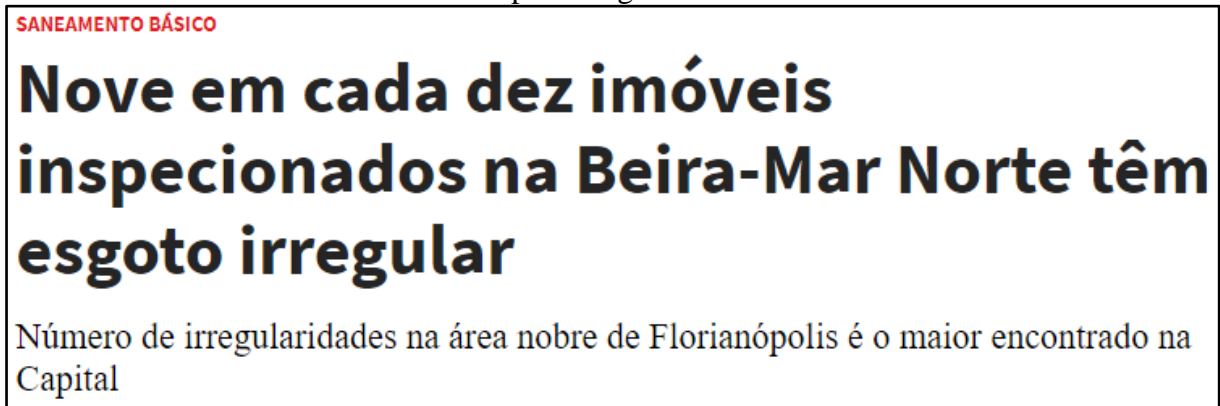 SANEAMENTO BÁSICO
Nove em cada dez imóveis
inspecionados na Beira-Mar Norte têm
esgoto irregular
Número de irregularidades na área nobre de Florianópolis é o maior encontrado na
Capital